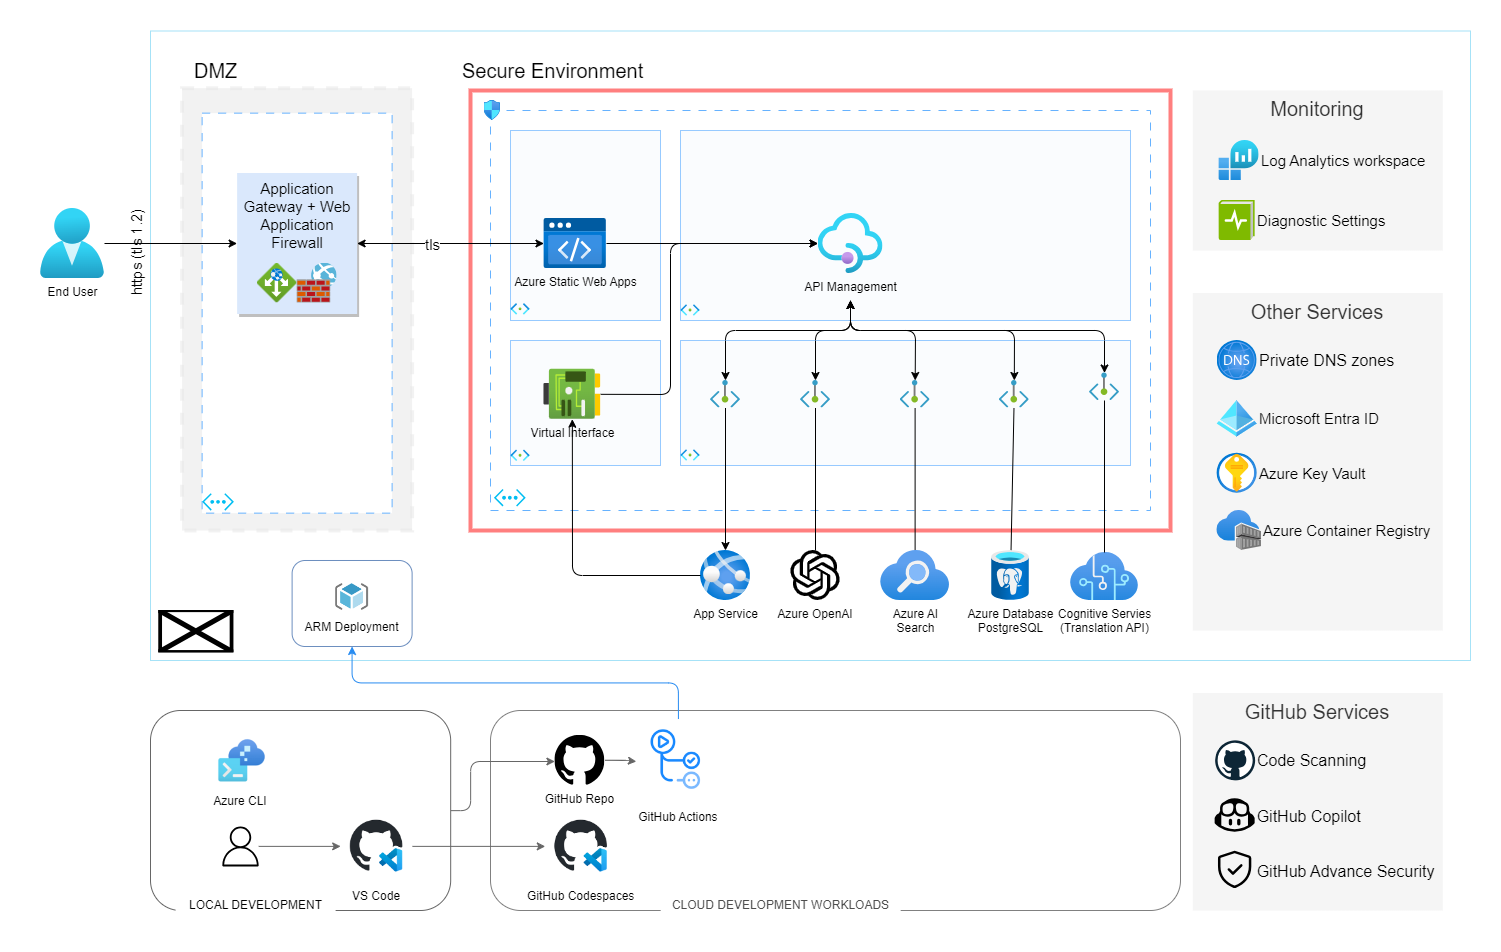 DMZ
Secure Environment
Monitoring
Log Analytics workspace
Diagnostic Settings
Application
Gateway + Web
Application
Firewall
https (tls 1.2)
End User
tls
Azure Static Web Apps
API Management
Virtual Interface
Other Services
DNS
Private DNS zones
Microsoft Entra ID
Azure Key Vault
Azure Container Registry
App Service
Azure OpenAI
Azure AI
Search
Azure Database
PostgreSQL
Cognitive Servies
(Translation API)
ARM Deployment
Azure CLI
VS Code
LOCAL DEVELOPMENT
GitHub Repo
GitHub Actions
GitHub Codespaces
CLOUD DEVELOPMENT WORKLOADS
GitHub Services
Code Scanning
GitHub Copilot
GitHub Advance Security